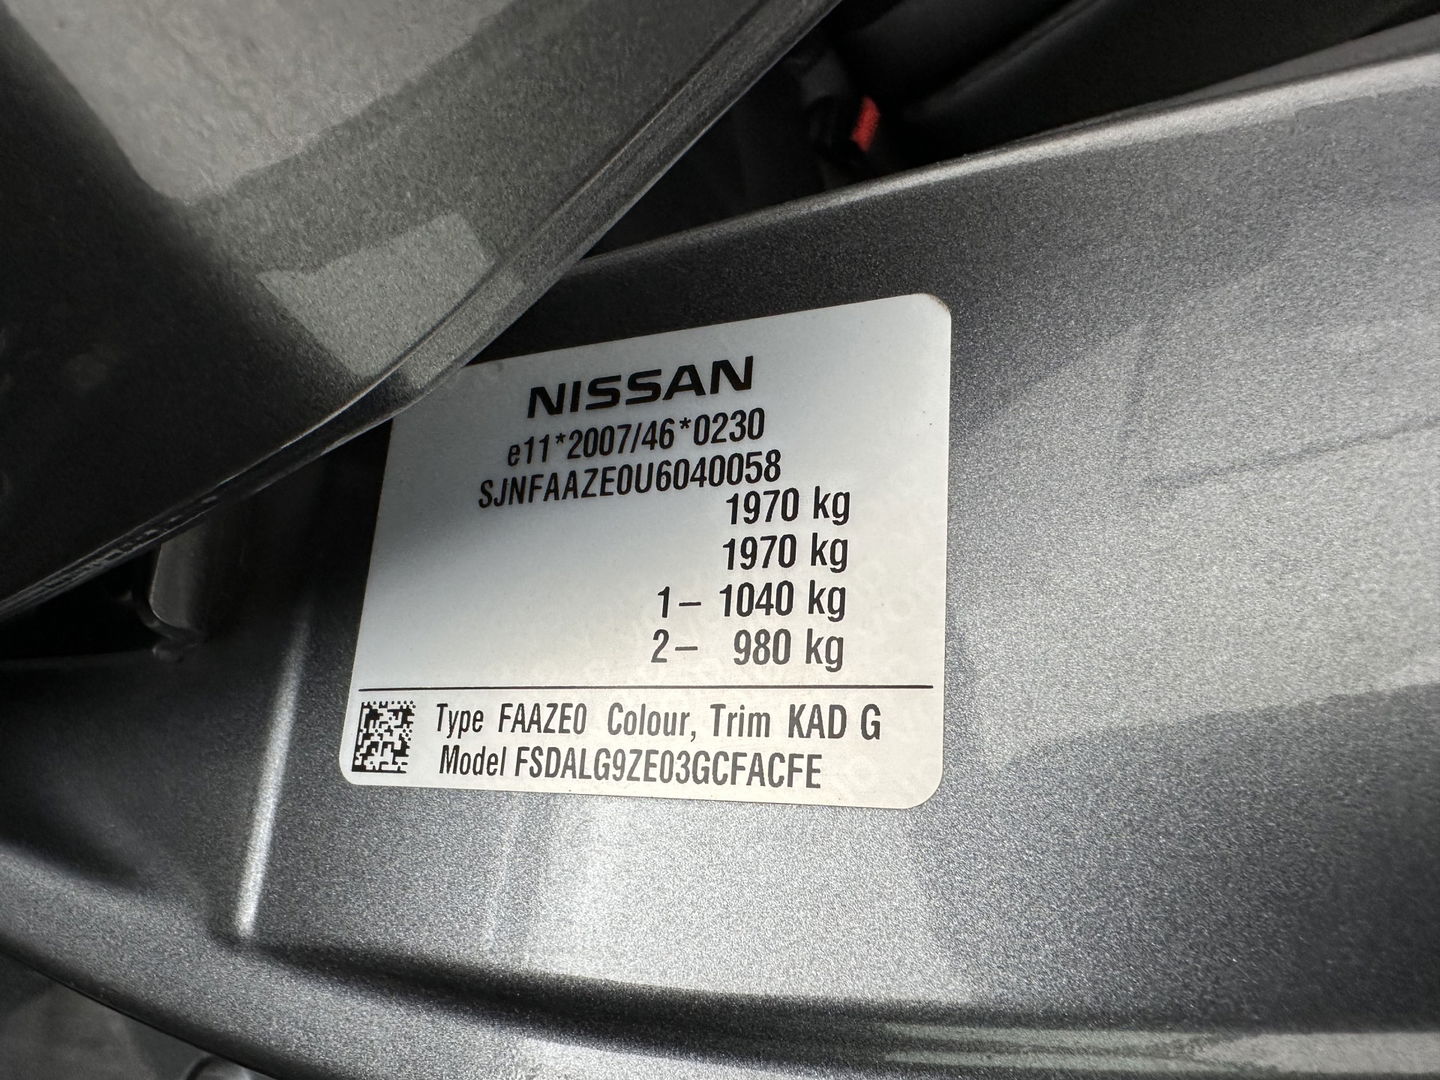 NISSAN
e11*2007/46*0230
SJNFAAZE0U6040058
1970 kg
1970 kg
1– 1040 kg
2– 980 kg
Type FAAZE0 Colour, Trim KAD G
Model FSDALG9ZE03GCFACFE